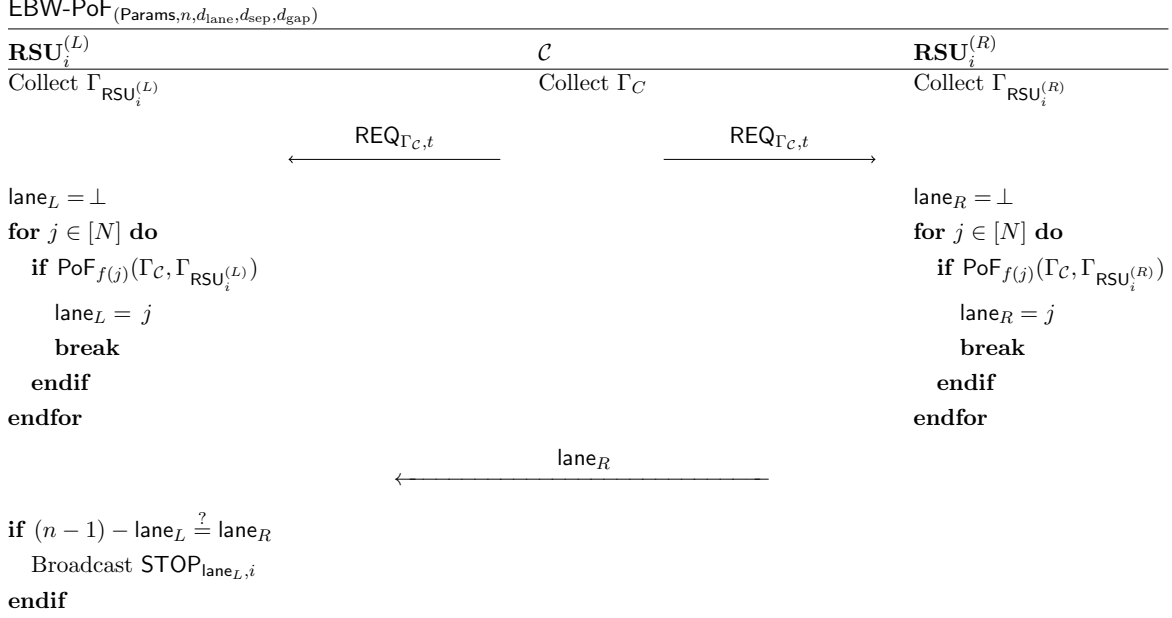 EBW-PoF(Params,n,d_lane,d_sep,d_gap)
RSU_i^(L) C RSU_i^(R)
Collect Γ_RSU_i^(L) Collect Γ_C Collect Γ_RSU_i^(R)
REQ_Γ_C,t REQ_Γ_C,t
lane_L = ⊥ lane_R = ⊥
for j ∈ [N] do for j ∈ [N] do
if PoF_f(j)(Γ_C, Γ_RSU_i^(L)) if PoF_f(j)(Γ_C, Γ_RSU_i^(R))
lane_L = j lane_R = j
break break
endif endif
endfor endfor
lane_R
if (n − 1) − lane_L ≟ lane_R
Broadcast STOP_lane_L,i
endif